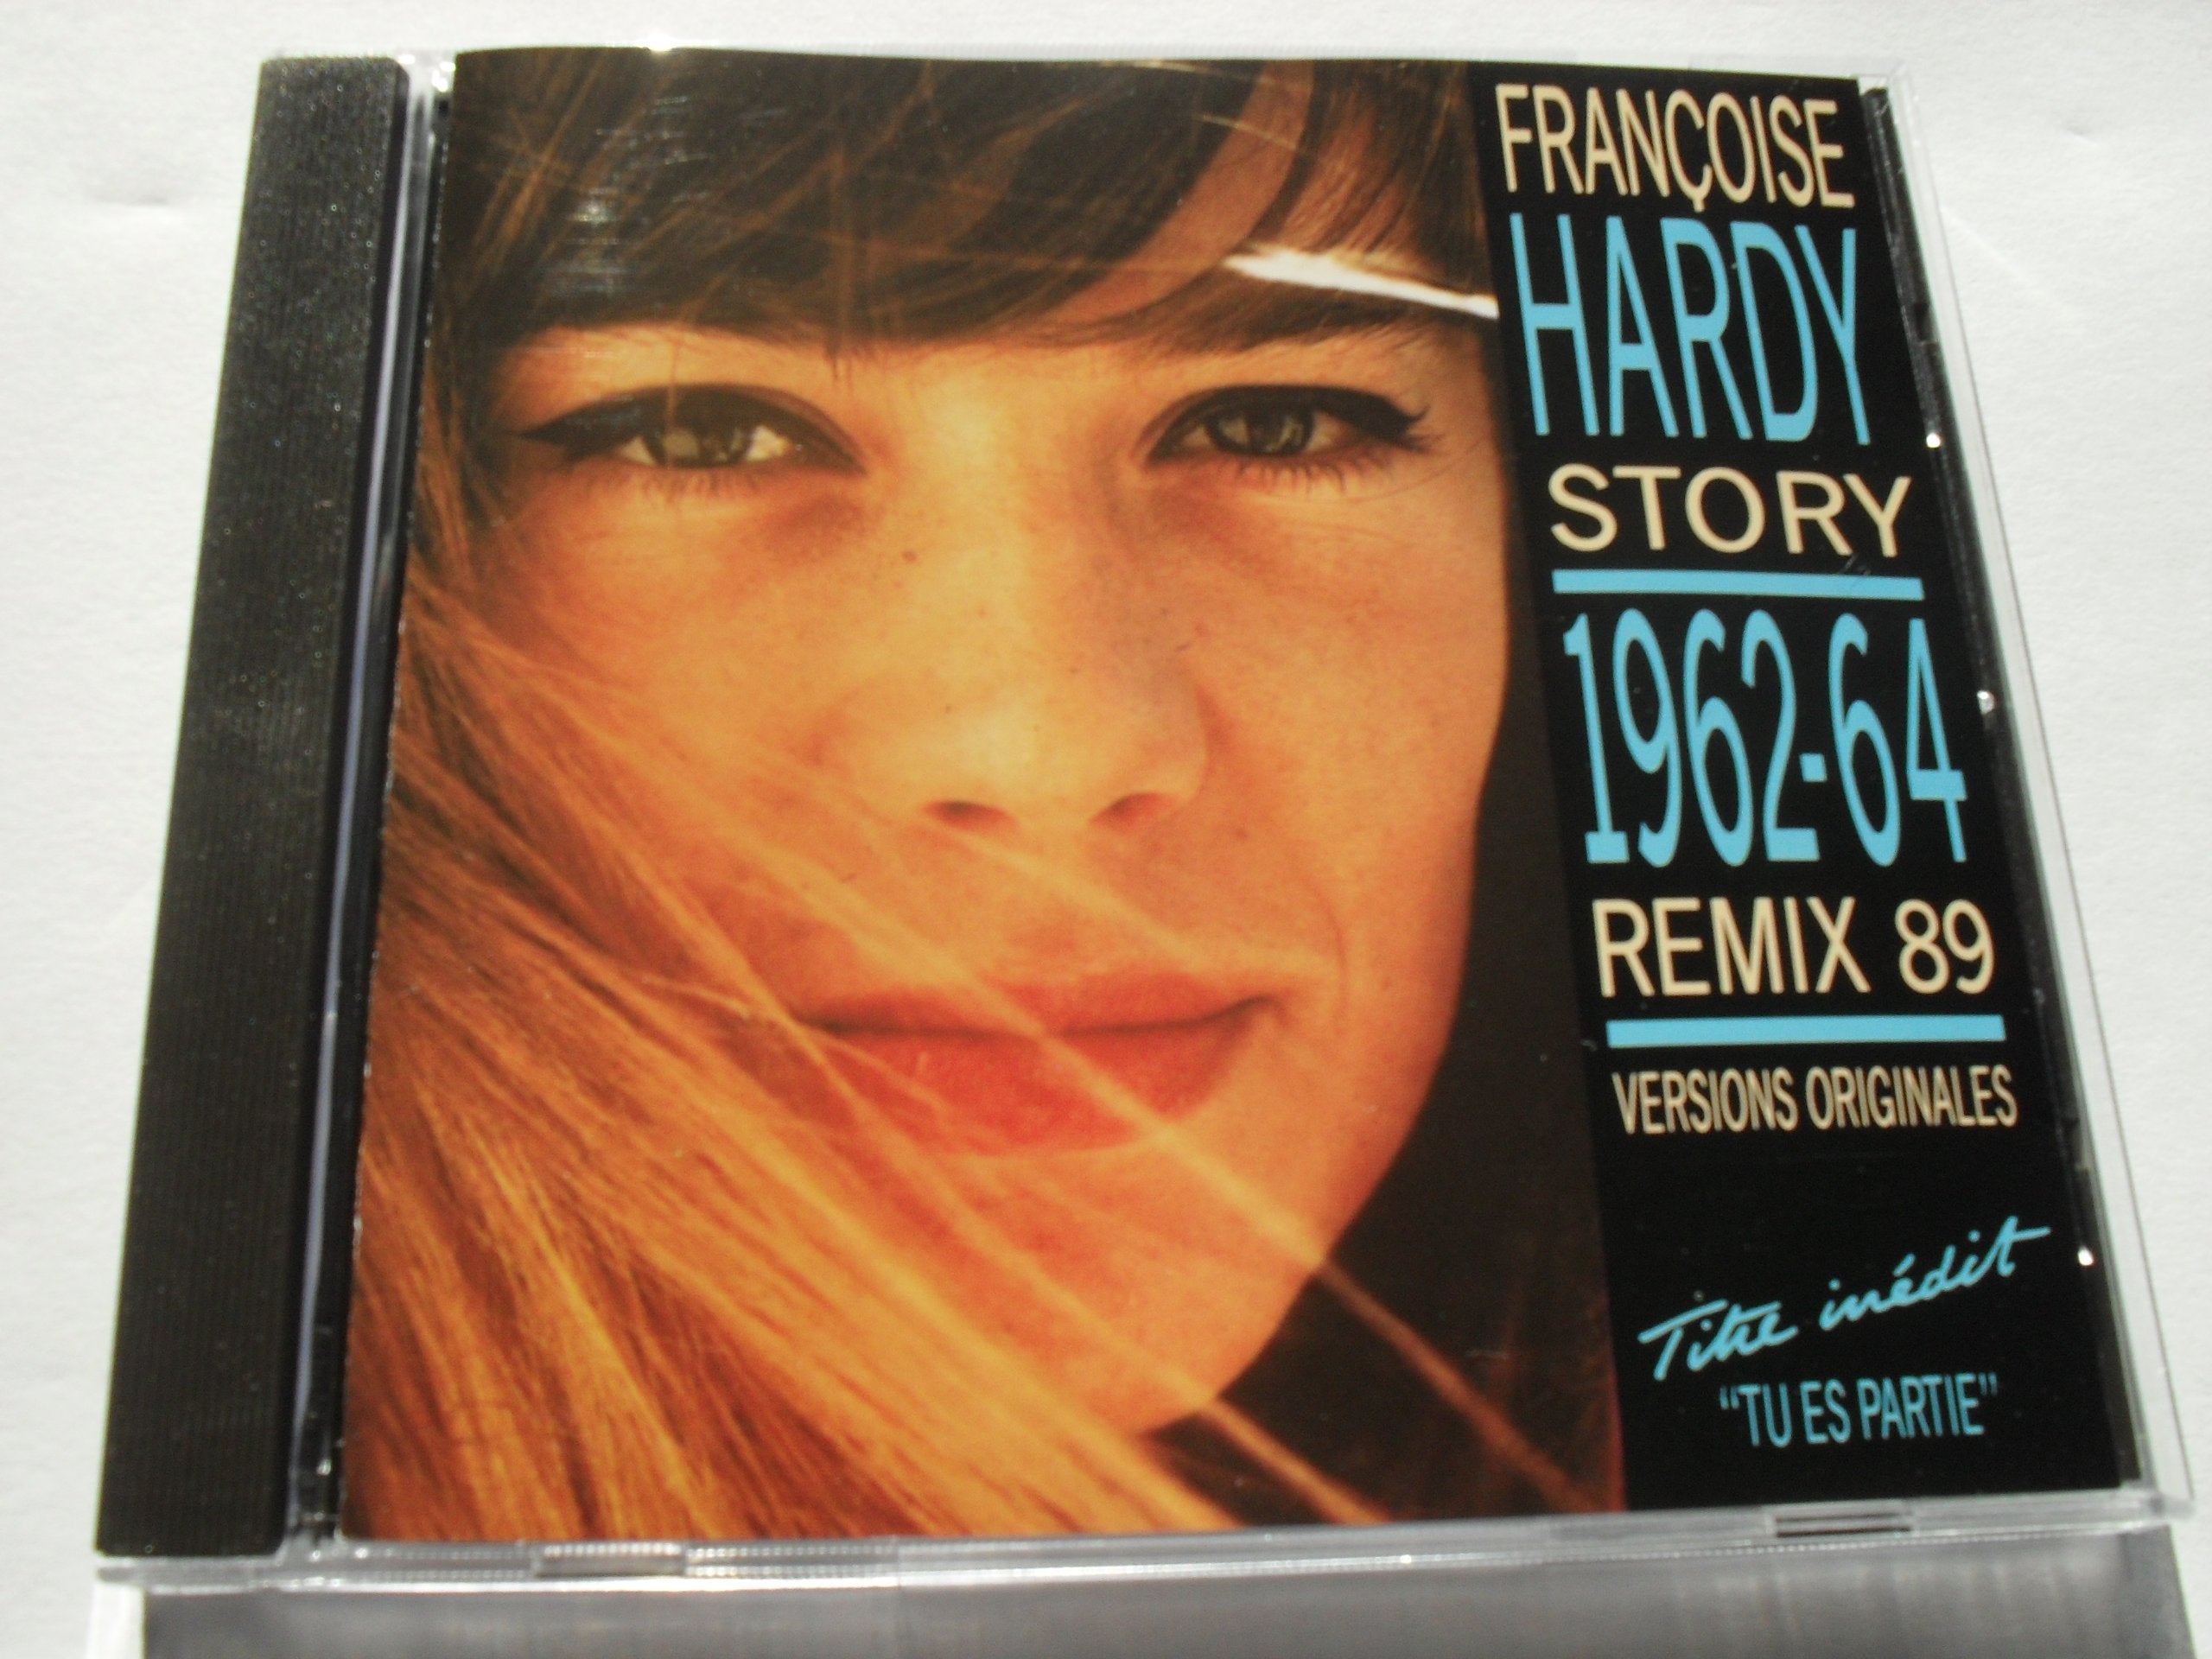 FRANÇOISE
HARDY
STORY
1962-64
REMIX 89
VERSIONS ORIGINALES
Titre inédit
“TU ES PARTIE”